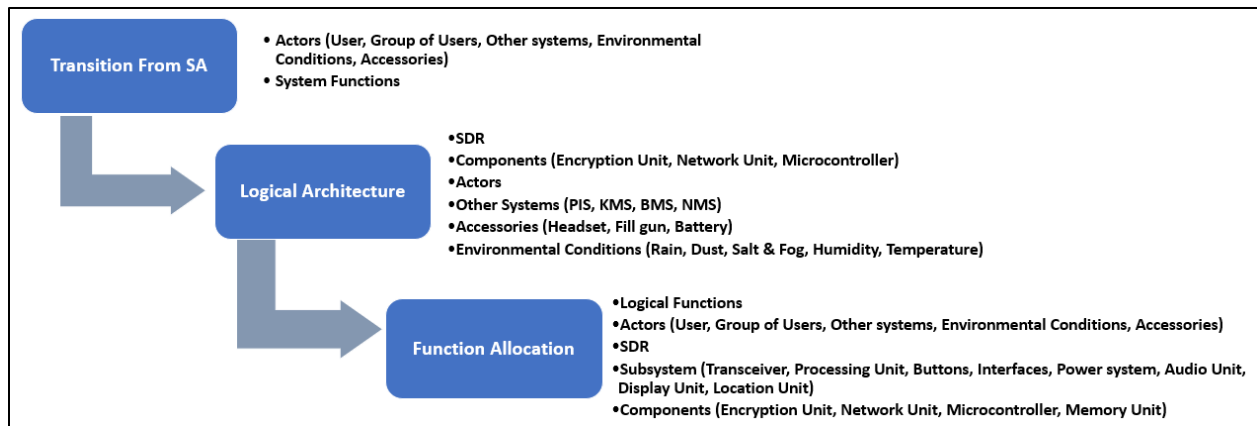 Transition From SA
• Actors (User, Group of Users, Other systems, Environmental
Conditions, Accessories)
• System Functions
Logical Architecture
•SDR
•Components (Encryption Unit, Network Unit, Microcontroller)
•Actors
•Other Systems (PIS, KMS, BMS, NMS)
•Accessories (Headset, Fill gun, Battery)
•Environmental Conditions (Rain, Dust, Salt & Fog, Humidity, Temperature)
Function Allocation
•Logical Functions
•Actors (User, Group of Users, Other systems, Environmental Conditions, Accessories)
•SDR
•Subsystem (Transceiver, Processing Unit, Buttons, Interfaces, Power system, Audio Unit,
Display Unit, Location Unit)
•Components (Encryption Unit, Network Unit, Microcontroller, Memory Unit)